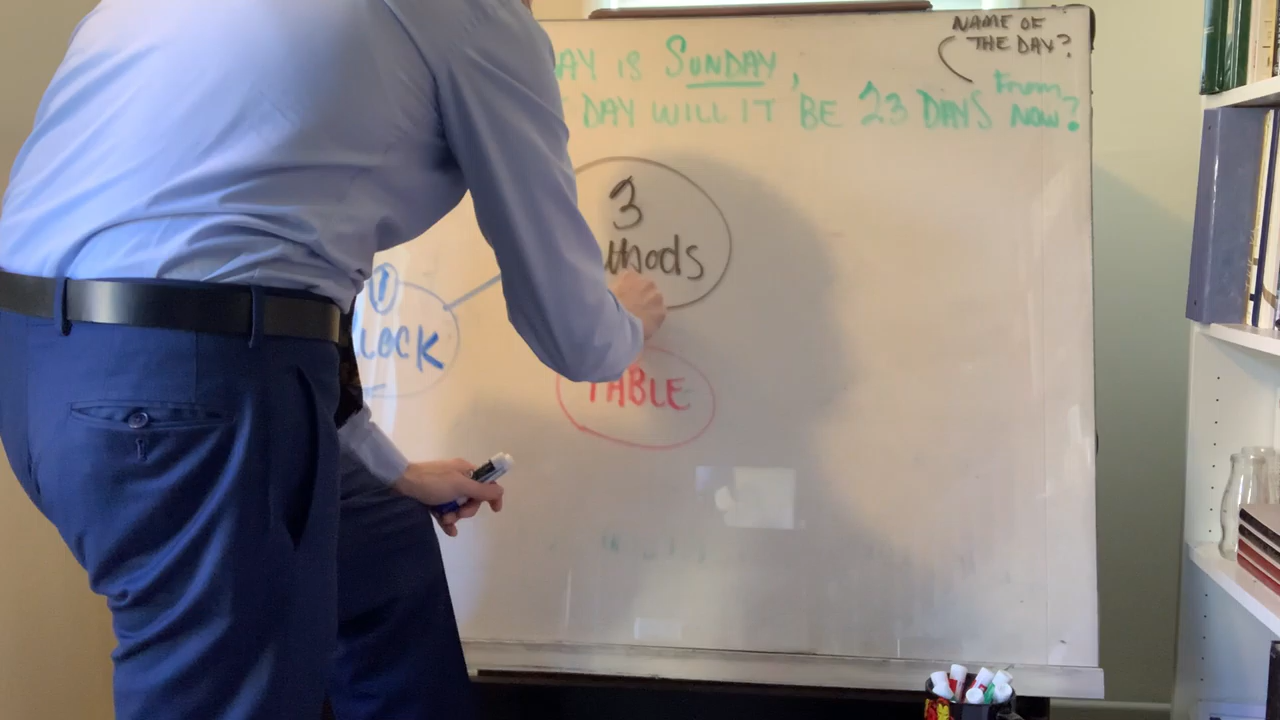 NAME OF
THE DAY?
AY IS SUNDAY,
DAY WILL IT BE 23 DAYS From NOW?
3
thods
1
LOCK
TABLE